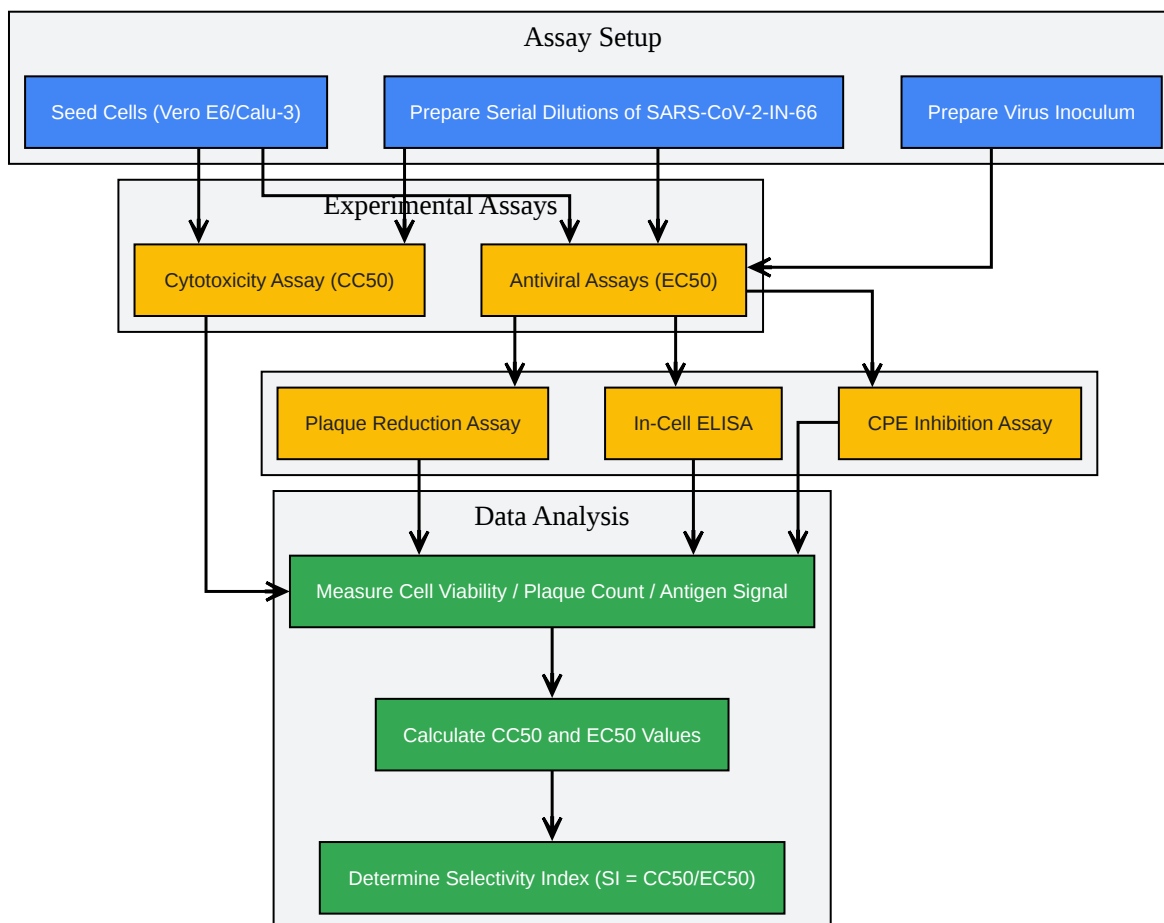 Assay Setup
Seed Cells (Vero E6/Calu-3)
Prepare Serial Dilutions of SARS-CoV-2-IN-66
Prepare Virus Inoculum
Experimental Assays
Cytotoxicity Assay (CC50)
Antiviral Assays (EC50)
Plaque Reduction Assay
In-Cell ELISA
CPE Inhibition Assay
Data Analysis
Measure Cell Viability / Plaque Count / Antigen Signal
Calculate CC50 and EC50 Values
Determine Selectivity Index (SI = CC50/EC50)